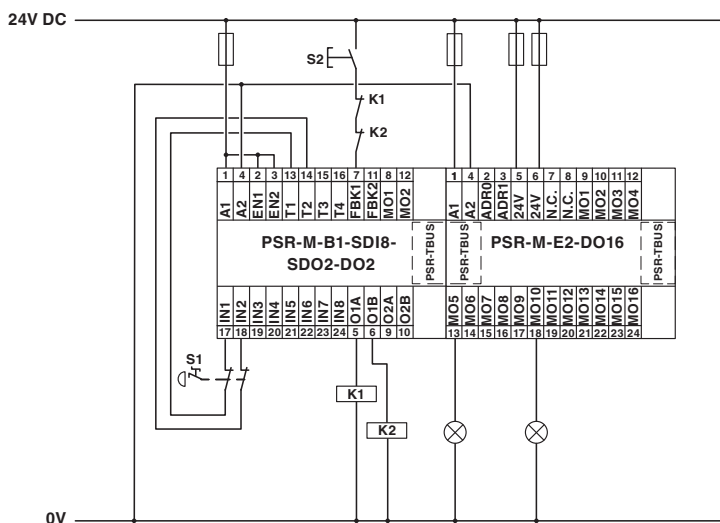 24V DC
S2
K1
K2
1 4 2 3 13 14 15 16 7 11 8 12
A1 A2 EN1 EN2 T1 T2 T3 T4 FBK1 FBK2 MO1 MO2
1 4 2 3 5 6 7 8 9 10 11 12
A1 A2 ADR0 ADR1 24V 24V N.C. N.C. MO1 MO2 MO3 MO4
PSR-M-B1-SDI8-
SDO2-DO2
PSR-TBUS
PSR-TBUS
PSR-M-E2-DO16
PSR-TBUS
IN1 IN2 IN3 IN4 IN5 IN6 IN7 IN8 O1A O1B O2A O2B
17 18 19 20 21 22 23 24 5 6 9 10
MO5 MO6 MO7 MO8 MO9 MO10 MO11 MO12 MO13 MO14 MO15 MO16
13 14 15 16 17 18 19 20 21 22 23 24
S1
K1
K2
0V